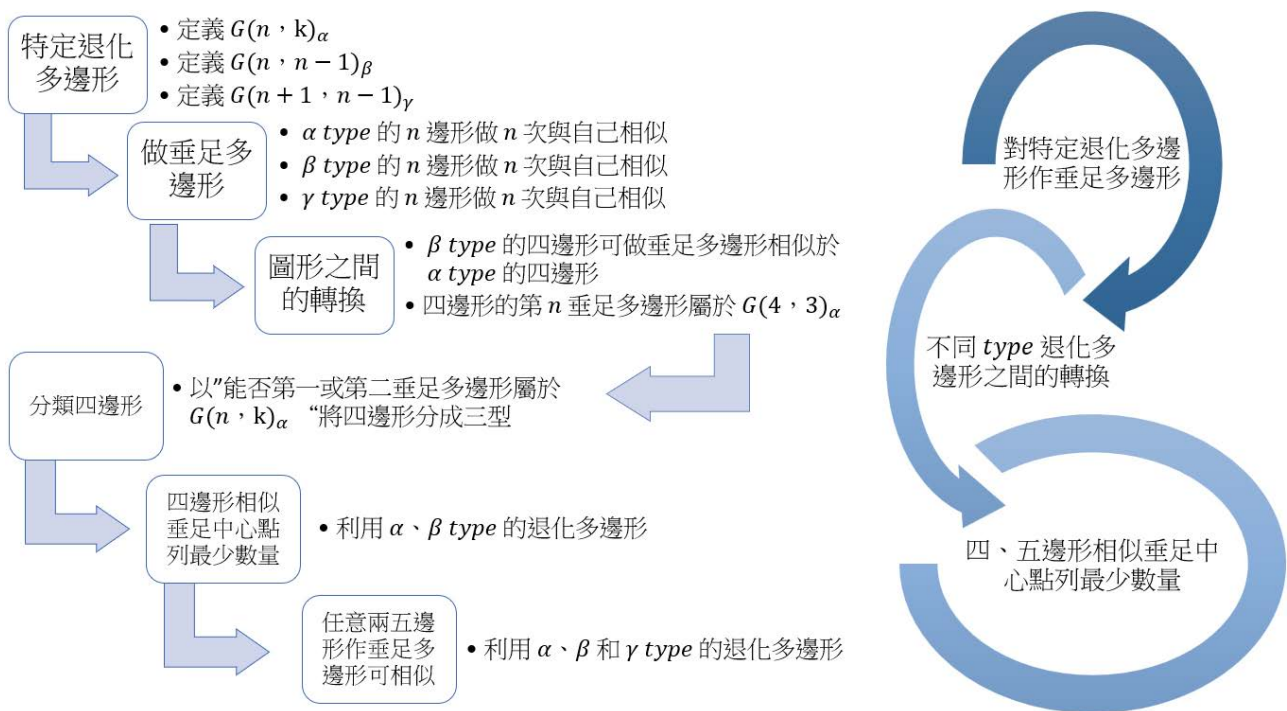 特定退化
多邊形
• 定義 G(n,k)α
• 定義 G(n,n−1)β
• 定義 G(n+1,n−1)γ
做垂足多
邊形
• α type 的 n 邊形做 n 次與自己相似
• β type 的 n 邊形做 n 次與自己相似
• γ type 的 n 邊形做 n 次與自己相似
圖形之間
的轉換
• β type 的四邊形可做垂足多邊形相似於
α type 的四邊形
• 四邊形的第 n 垂足多邊形屬於 G(4,3)α
分類四邊形
• 以"能否第一或第二垂足多邊形屬於
G(n,k)α “將四邊形分成三型
四邊形相似
垂足中心點
列最少數量
• 利用 α、β type 的退化多邊形
任意兩五邊
形作垂足多
邊形可相似
• 利用 α、β 和 γ type 的退化多邊形
對特定退化多邊
形作垂足多邊形
不同 type 退化多
邊形之間的轉換
四、五邊形相似垂足中
心點列最少數量